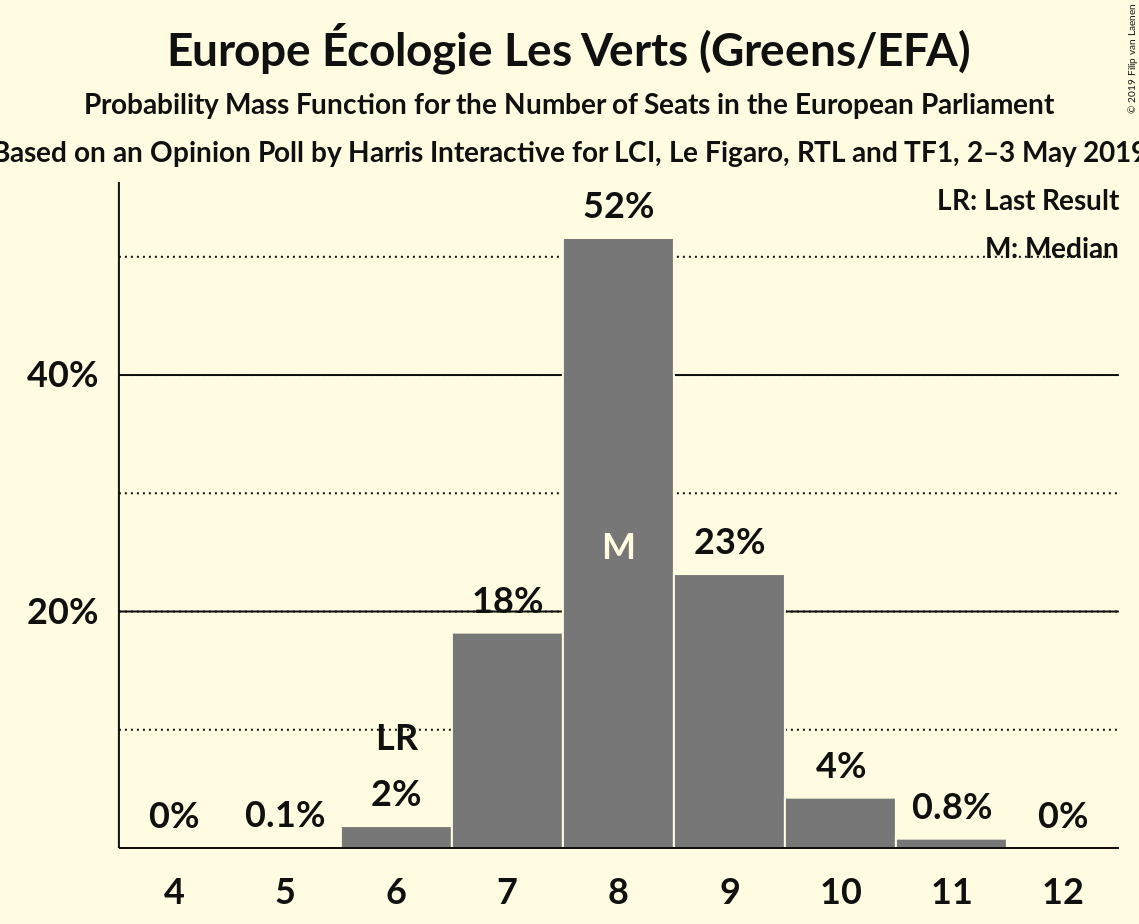 Europe Écologie Les Verts (Greens/EFA)
Probability Mass Function for the Number of Seats in the European Parliament
Based on an Opinion Poll by Harris Interactive for LCI, Le Figaro, RTL and TF1, 2–3 May 2019
© 2019 Filip van Laenen
LR: Last Result
M: Median
52%
40%
M
23%
18%
20%
LR
2%
4%
0%
0.1%
0.8%
0%
4 5 6 7 8 9 10 11 12